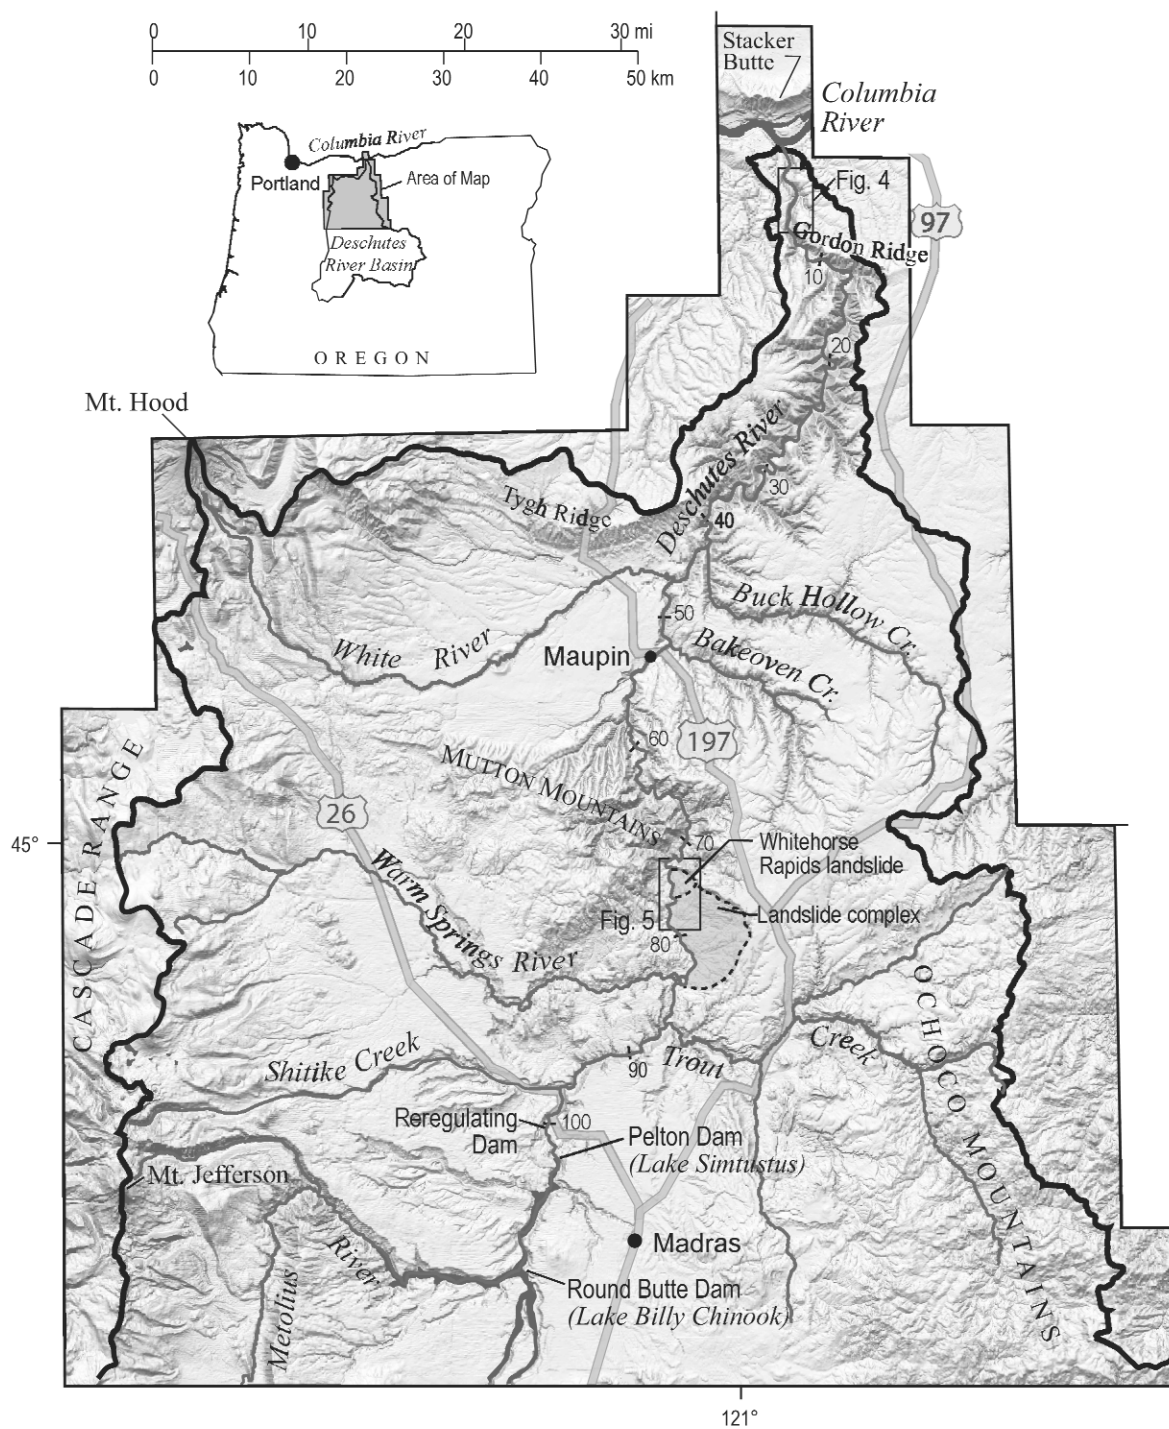 0 10 20 30 mi
0 10 20 30 40 50 km
Stacker
Butte
Columbia
River
Columbia River
Portland
Area of Map
Deschutes
River Basin
OREGON
Fig. 4
97
Gordon Ridge
10
20
Mt. Hood
Deschutes River
30
Tygh Ridge
40
Buck Hollow Cr.
50
White River
Maupin
Bakeoven Cr.
60
197
MUTTON MOUNTAINS
CASCADE RANGE
26
45°
70
Whitehorse
Rapids landslide
Warm Springs River
Fig. 5
Landslide complex
80
OCHOCO MOUNTAINS
Shitike Creek
90
Trout Creek
Reregulating
Dam
100
Pelton Dam
(Lake Simtustus)
Mt. Jefferson
Madras
Metolius River
Round Butte Dam
(Lake Billy Chinook)
121°